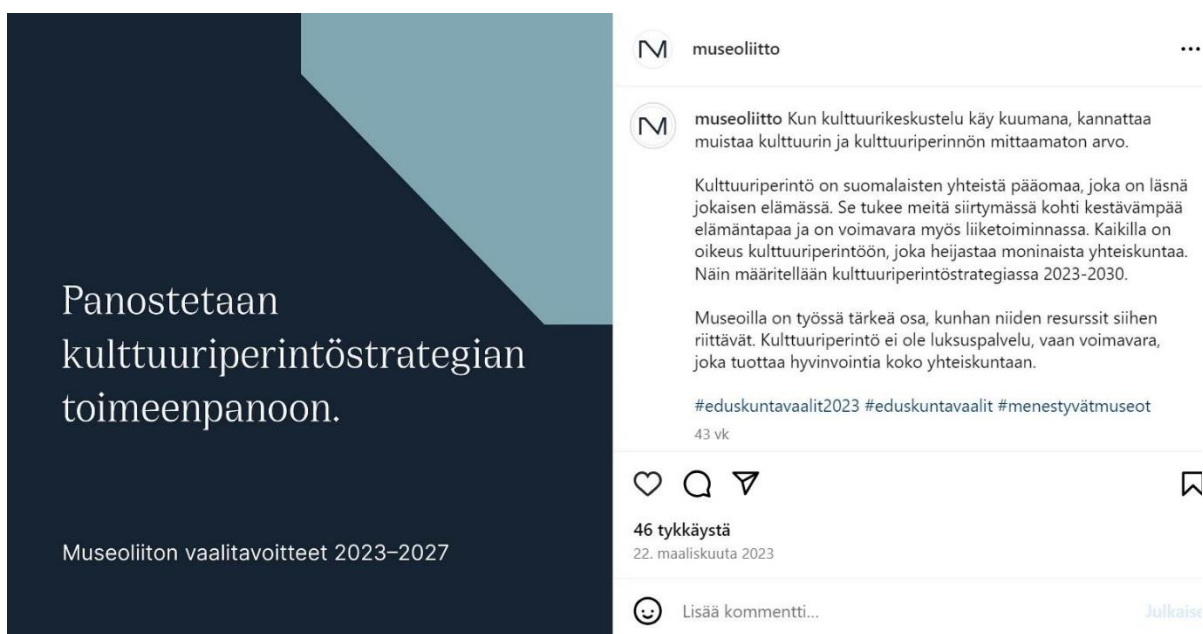 Panostetaan
kulttuuriperintöstrategian
toimeenpanoon.
Museoliiton vaalitavoitteet 2023–2027
museoliitto
museoliitto Kun kulttuurikeskustelu käy kuumana, kannattaa
muistaa kulttuurin ja kulttuuriperinnön mittaamaton arvo.
Kulttuuriperintö on suomalaisten yhteistä pääomaa, joka on läsnä
jokaisen elämässä. Se tukee meitä siirtymässä kohti kestävämpää
elämäntapaa ja on voimavara myös liiketoiminnassa. Kaikilla on
oikeus kulttuuriperintöön, joka heijastaa moninaista yhteiskuntaa.
Näin määritellään kulttuuriperintöstrategiassa 2023-2030.
Museoilla on työssä tärkeä osa, kunhan niiden resurssit siihen
riittävät. Kulttuuriperintö ei ole luksuspalvelu, vaan voimavara,
joka tuottaa hyvinvointia koko yhteiskuntaan.
#eduskuntavaalit2023 #eduskuntavaalit #menestyvätmuseot
43 vk
46 tykkäystä
22. maaliskuuta 2023
Lisää kommentti...
Julkaise